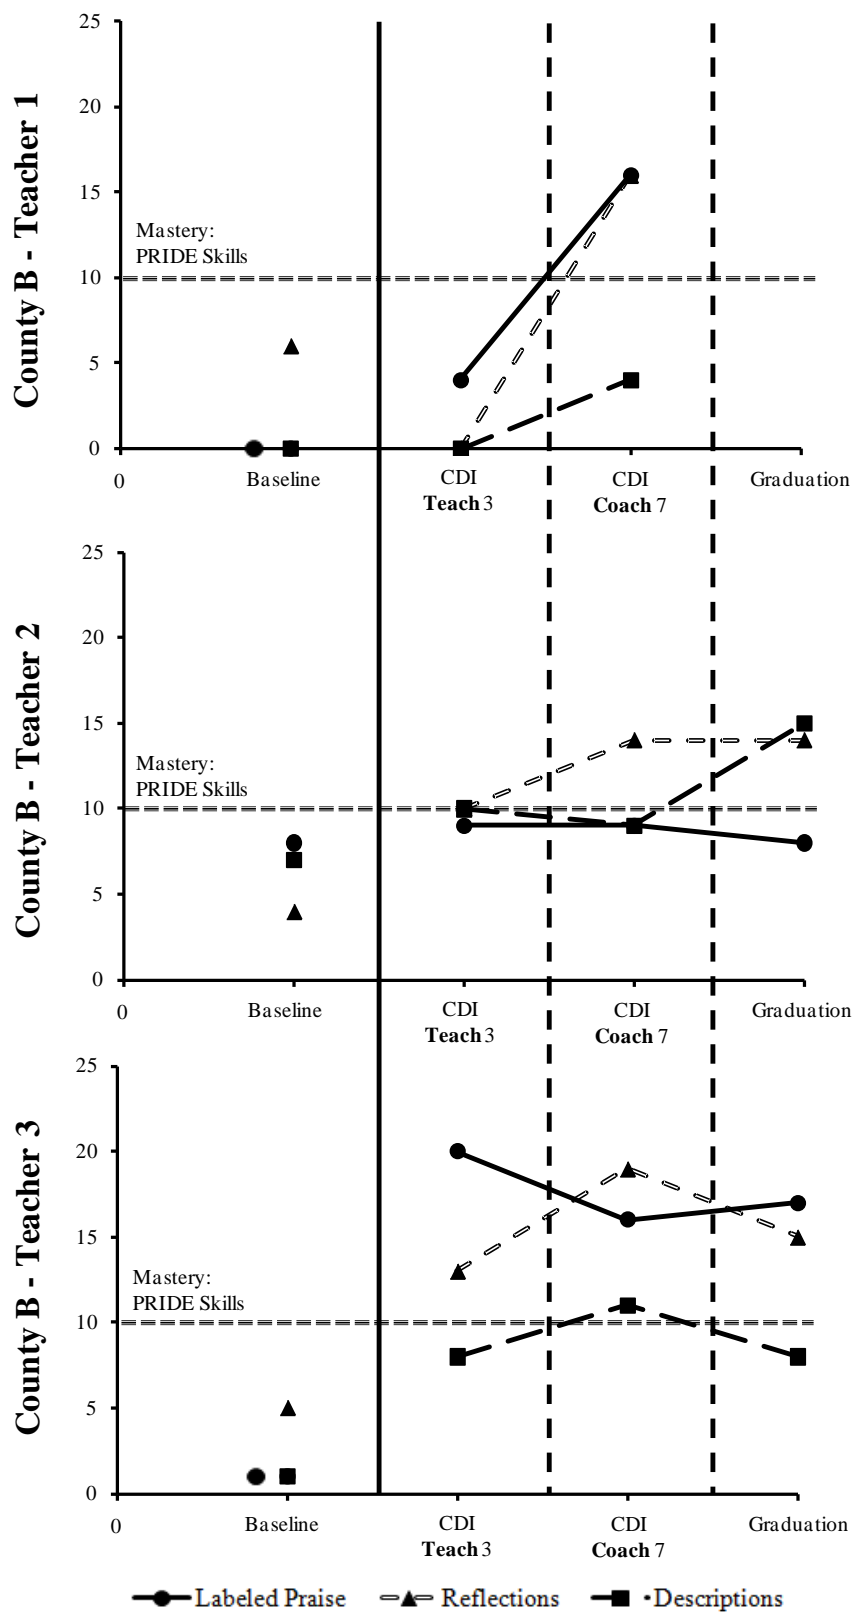 County B - Teacher 1
25
20
15
10
5
0
Mastery:
PRIDE Skills
0
Baseline
CDI
Teach 3
CDI
Coach 7
Graduation
County B - Teacher 2
25
20
15
10
5
0
Mastery:
PRIDE Skills
0
Baseline
CDI
Teach 3
CDI
Coach 7
Graduation
County B - Teacher 3
25
20
15
10
5
0
Mastery:
PRIDE Skills
0
Baseline
CDI
Teach 3
CDI
Coach 7
Graduation
Labeled Praise
Reflections
Descriptions